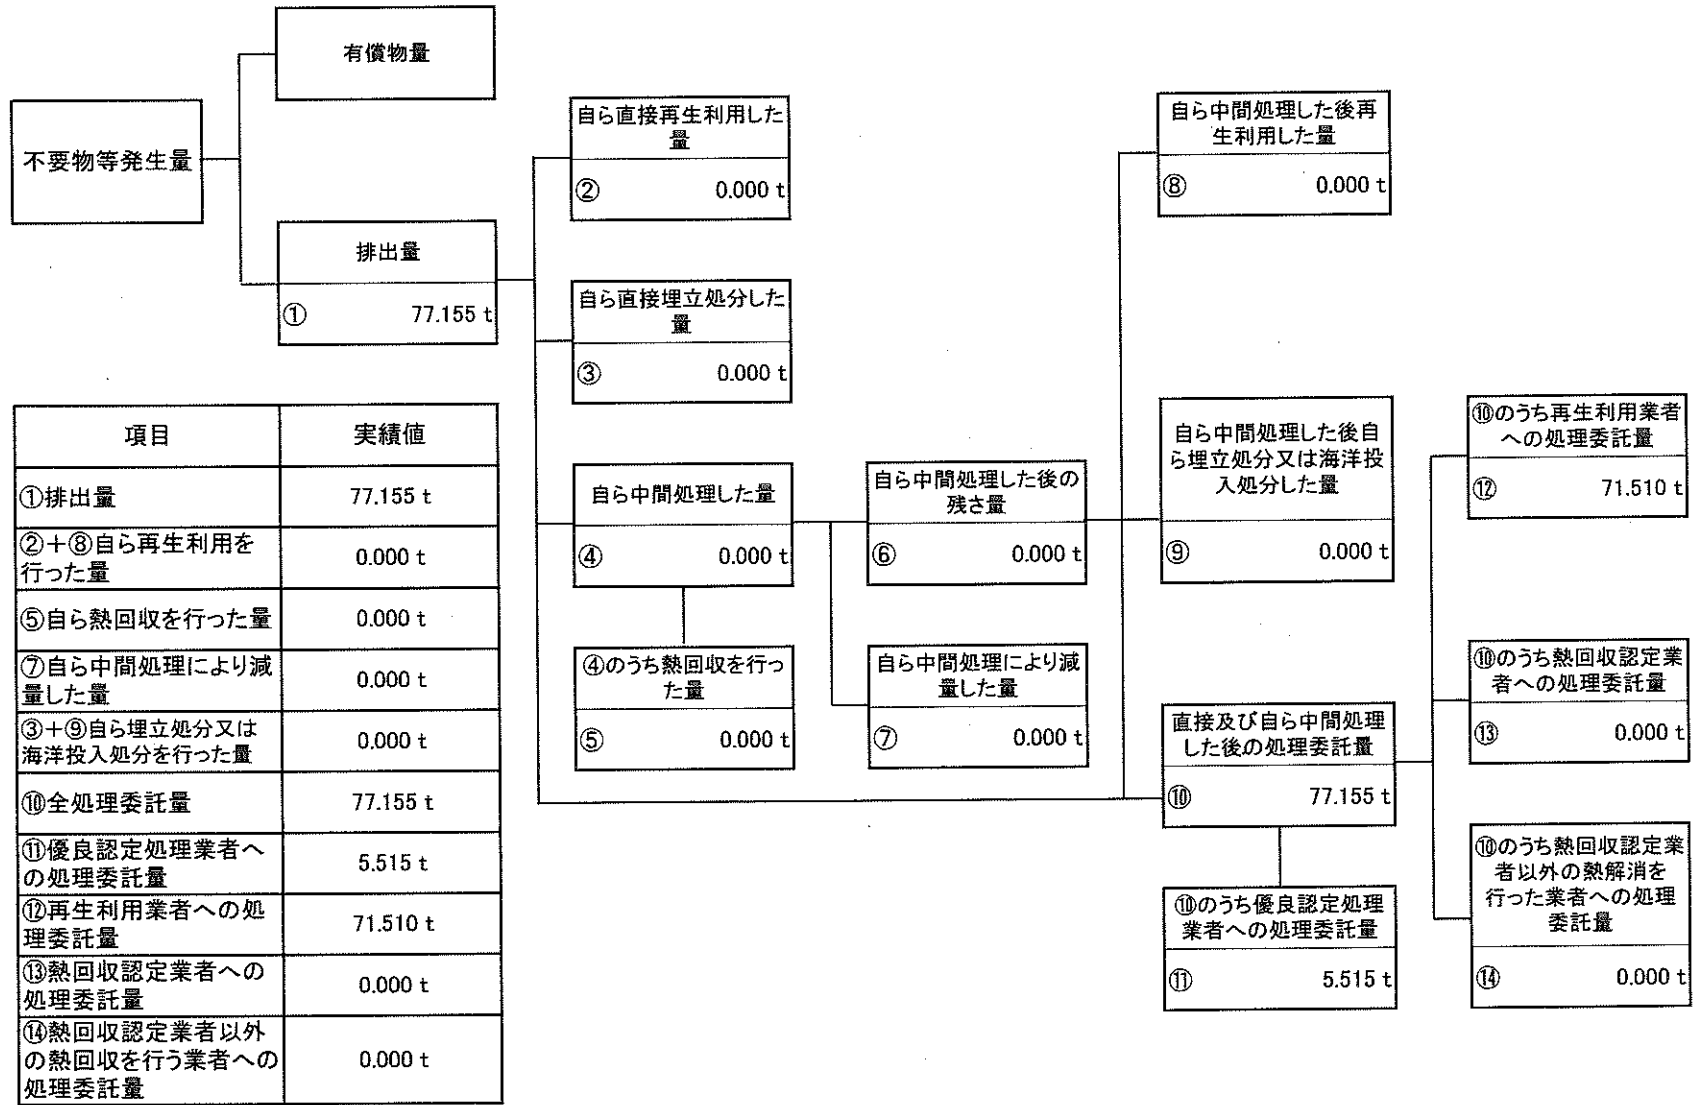 有償物量
不要物等発生量
排出量
① 77.155 t
自ら直接再生利用した
量
② 0.000 t
自ら直接埋立処分した
量
③ 0.000 t
自ら中間処理した量
④ 0.000 t
④のうち熱回収を行っ
た量
⑤ 0.000 t
自ら中間処理した後の
残さ量
⑥ 0.000 t
自ら中間処理により減
量した量
⑦ 0.000 t
自ら中間処理した後再
生利用した量
⑧ 0.000 t
自ら中間処理した後自
ら埋立処分又は海洋投
入処分した量
⑨ 0.000 t
直接及び自ら中間処理
した後の処理委託量
⑩ 77.155 t
⑩のうち優良認定処理
業者への処理委託量
⑪ 5.515 t
⑩のうち再生利用業者
への処理委託量
⑫ 71.510 t
⑩のうち熱回収認定業
者への処理委託量
⑬ 0.000 t
⑩のうち熱回収認定業
者以外の熱解消を
行った業者への処理
委託量
⑭ 0.000 t
項目 実績値
①排出量 77.155 t
②+⑧自ら再生利用を
行った量 0.000 t
⑤自ら熱回収を行った量 0.000 t
⑦自ら中間処理により減
量した量 0.000 t
③+⑨自ら埋立処分又は
海洋投入処分を行った量 0.000 t
⑩全処理委託量 77.155 t
⑪優良認定処理業者へ
の処理委託量 5.515 t
⑫再生利用業者への処
理委託量 71.510 t
⑬熱回収認定業者への
処理委託量 0.000 t
⑭熱回収認定業者以外
の熱回収を行う業者への
処理委託量 0.000 t